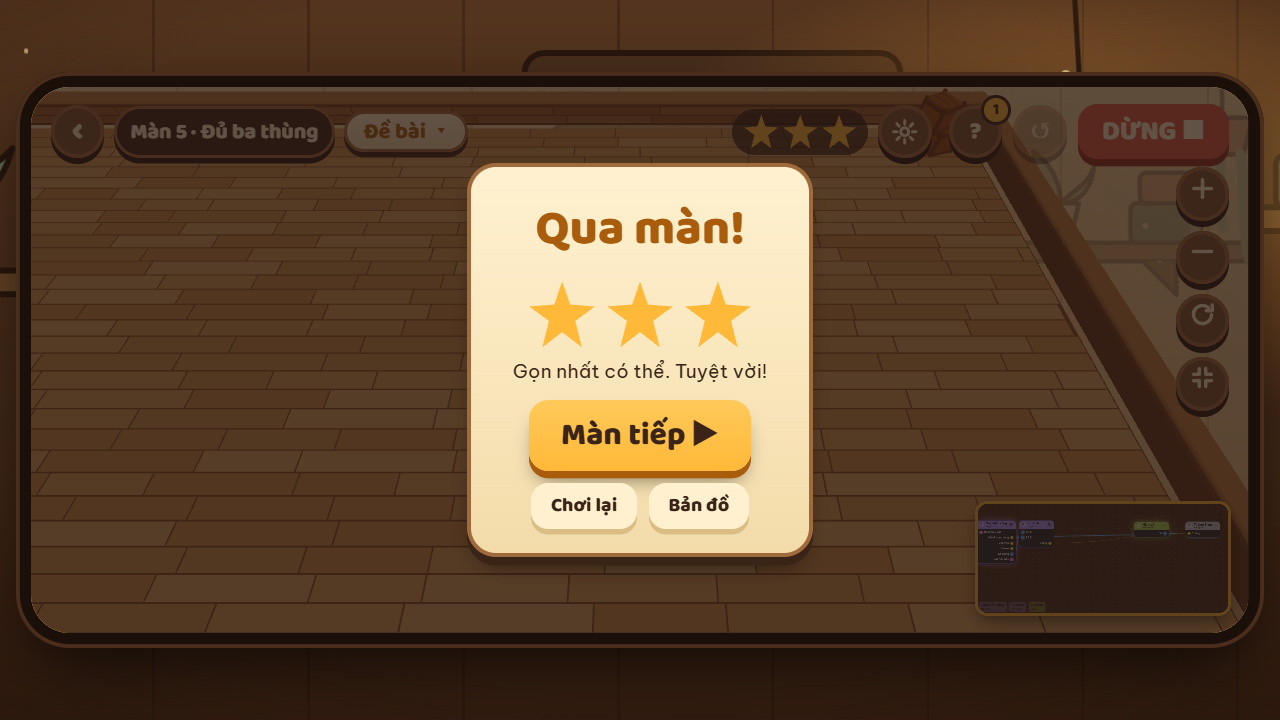 Màn 5 • Đủ ba thùng
Đề bài
?
1
DỪNG
Qua màn!
Gọn nhất có thể. Tuyệt vời!
Màn tiếp
Chơi lại
Bản đồ